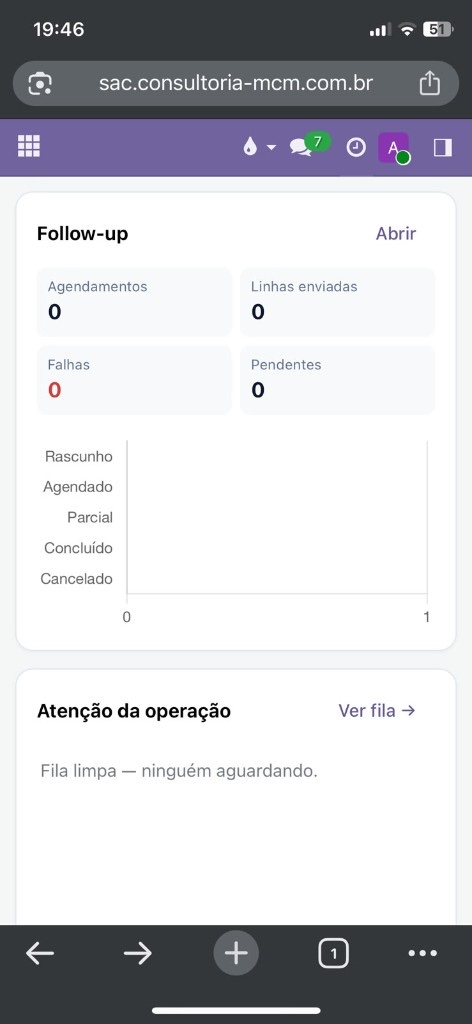 19:46
51
sac.consultoria-mcm.com.br
7
A
Follow-up
Abrir
Agendamentos
Linhas enviadas
0
0
Falhas
Pendentes
0
0
Rascunho
Agendado
Parcial
Concluído
Cancelado
0
1
Atenção da operação
Ver fila →
Fila limpa — ninguém aguardando.
1